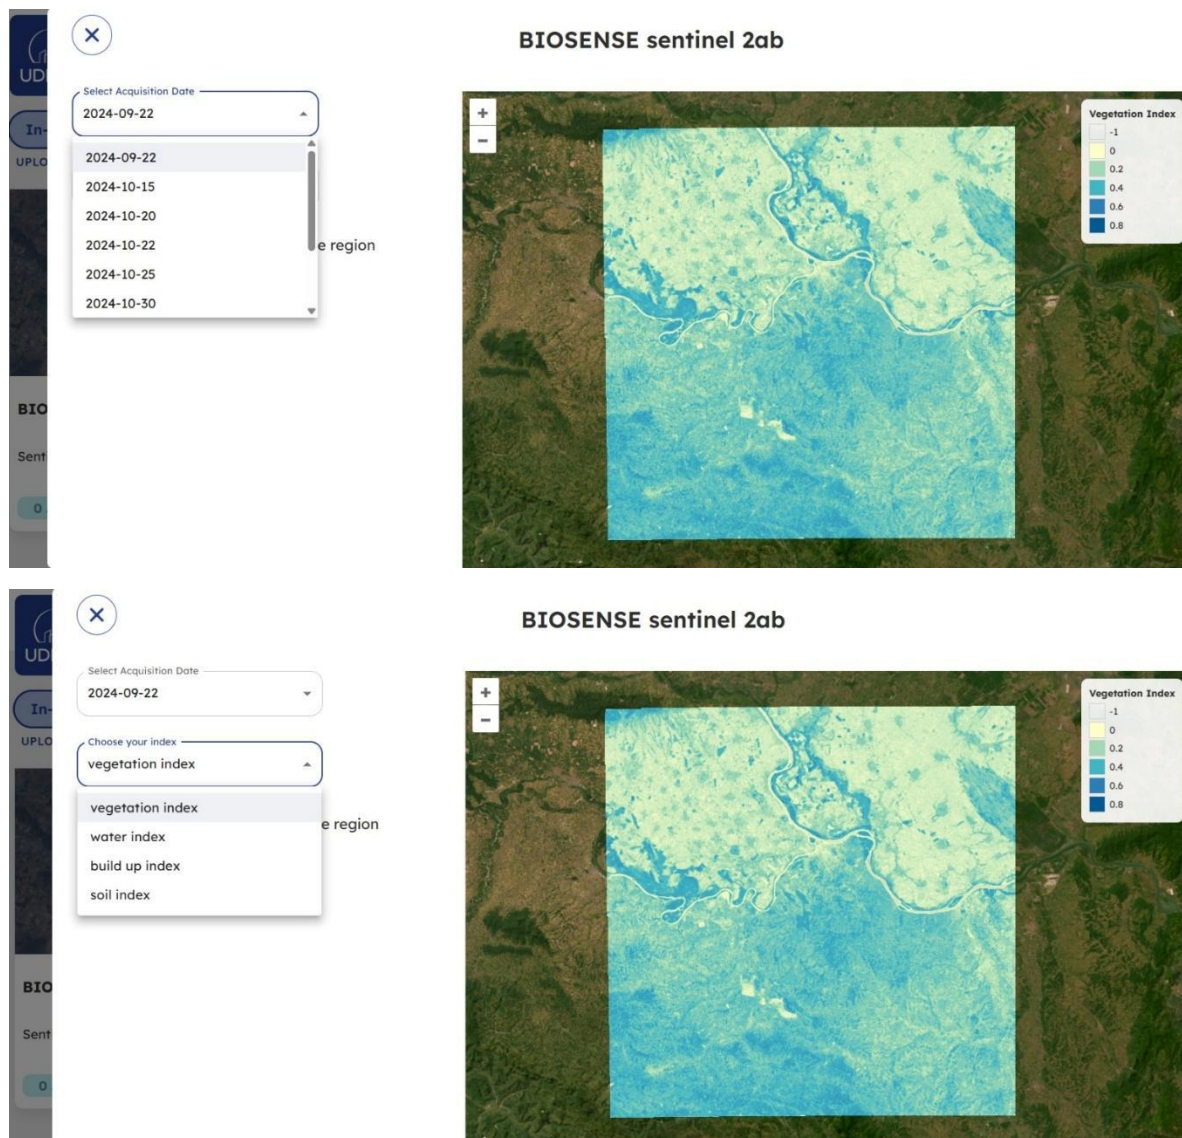 BIOSENSE sentinel 2ab
UD
Select Acquisition Date
2024-09-22
In-
UPLO
2024-09-22
2024-10-15
2024-10-20
2024-10-22
2024-10-25
2024-10-30
e region
BIO
Sent
0
+
−
Vegetation Index
-1
0
0.2
0.4
0.6
0.8
BIOSENSE sentinel 2ab
UD
Select Acquisition Date
2024-09-22
In-
UPLO
Choose your index
vegetation index
vegetation index
water index
build up index
soil index
e region
BIO
Sent
0
+
−
Vegetation Index
-1
0
0.2
0.4
0.6
0.8